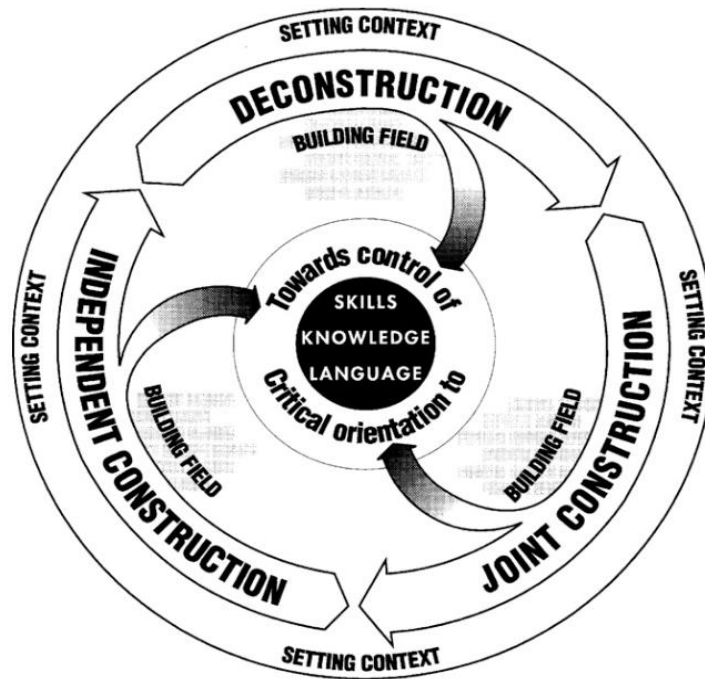 SETTING CONTEXT
DECONSTRUCTION
BUILDING FIELD
Towards control of
SKILLS
KNOWLEDGE
LANGUAGE
Critical orientation to
SETTING CONTEXT
INDEPENDENT CONSTRUCTION
BUILDING FIELD
BUILDING FIELD
JOINT CONSTRUCTION
SETTING CONTEXT
SETTING CONTEXT